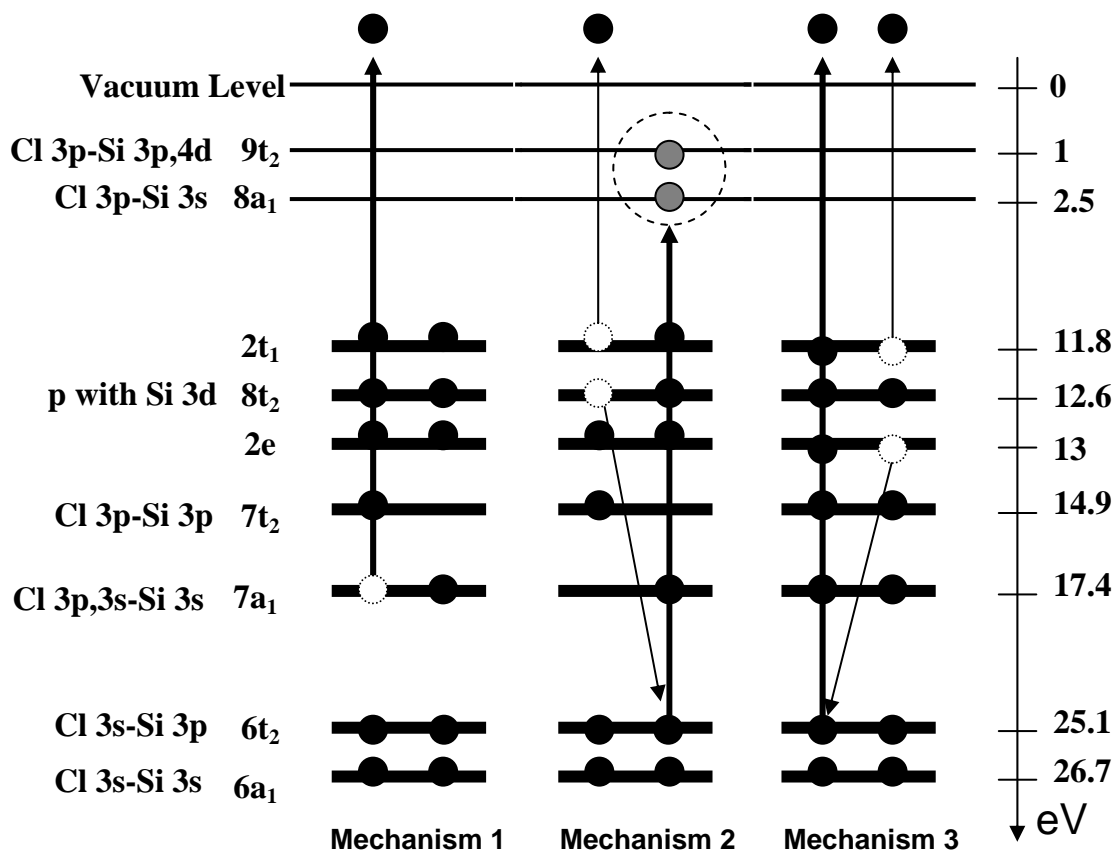 Vacuum Level 0
Cl 3p-Si 3p,4d 9t₂ 1
Cl 3p-Si 3s 8a₁ 2.5
2t₁ 11.8
p with Si 3d 8t₂ 12.6
2e 13
Cl 3p-Si 3p 7t₂ 14.9
Cl 3p,3s-Si 3s 7a₁ 17.4
Cl 3s-Si 3p 6t₂ 25.1
Cl 3s-Si 3s 6a₁ 26.7
eV
Mechanism 1 Mechanism 2 Mechanism 3